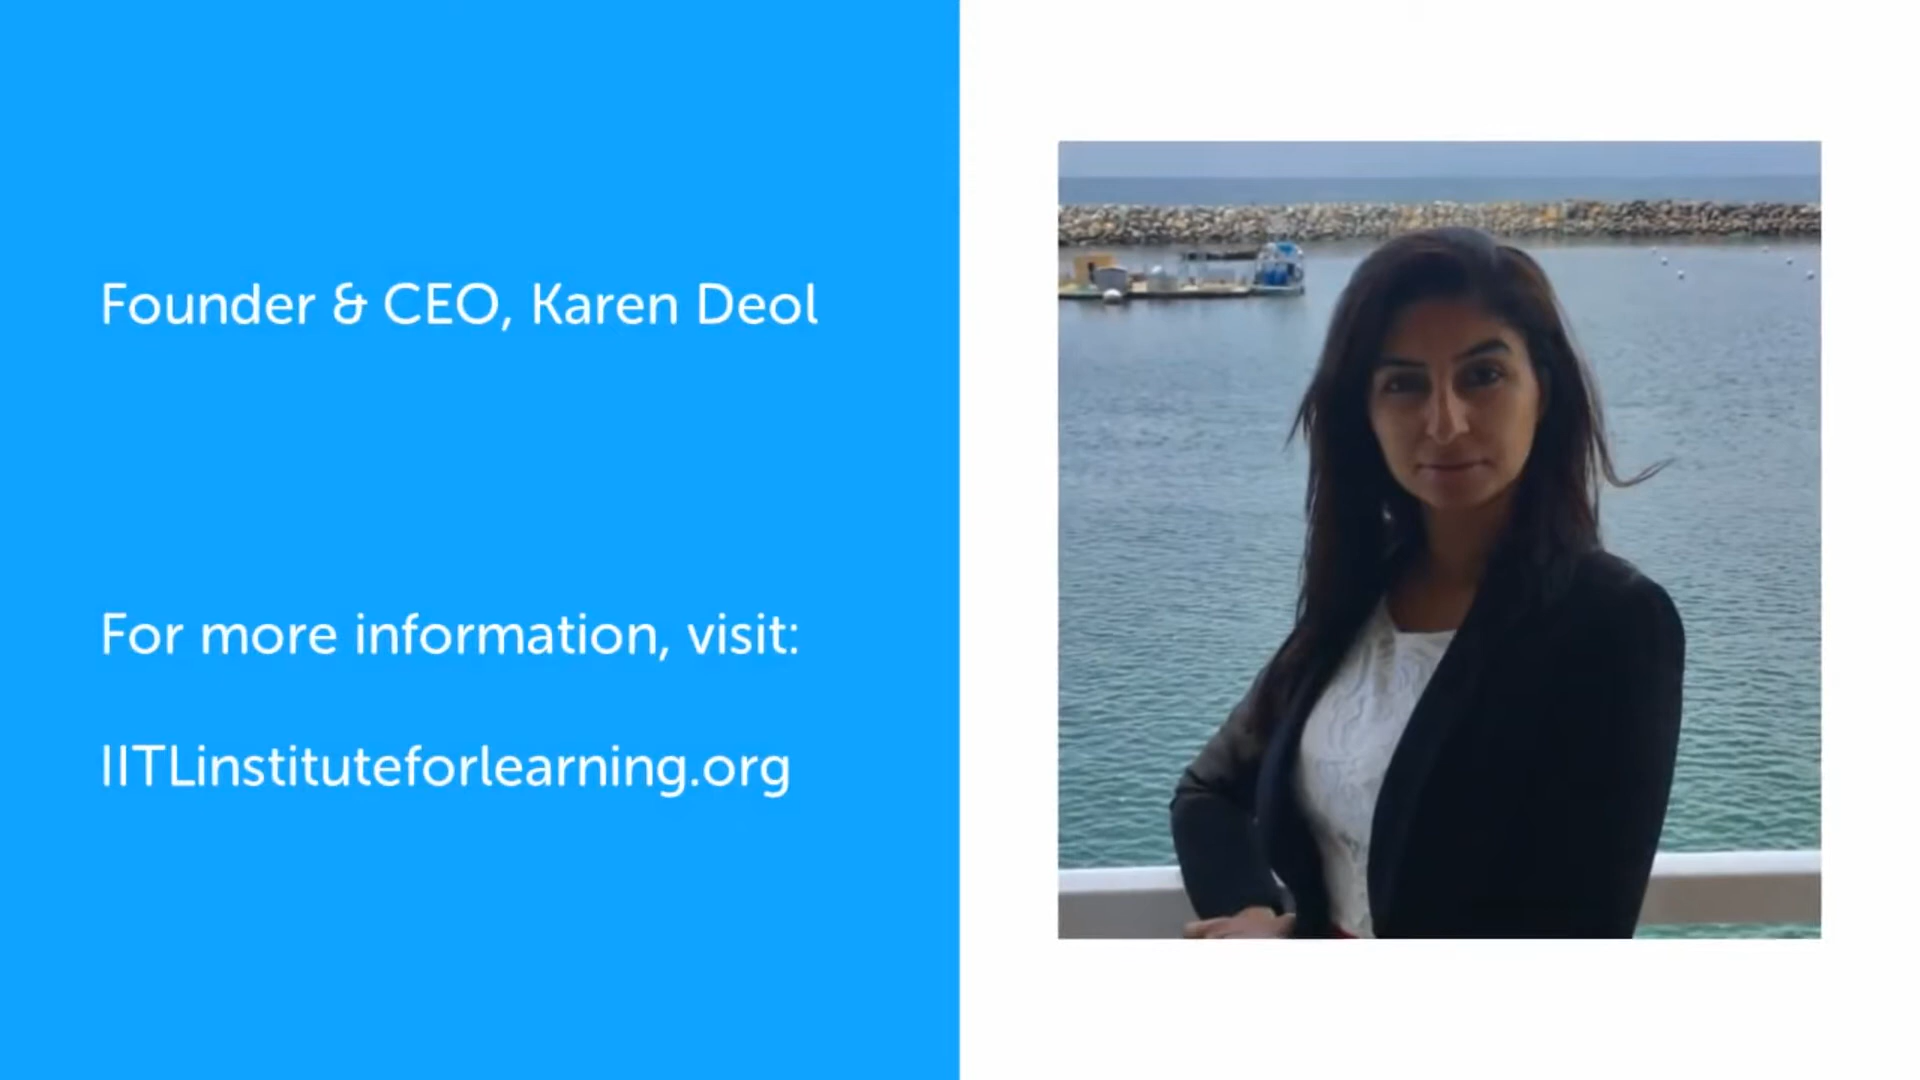 Founder & CEO, Karen Deol
For more information, visit:
IITLinstituteforlearning.org